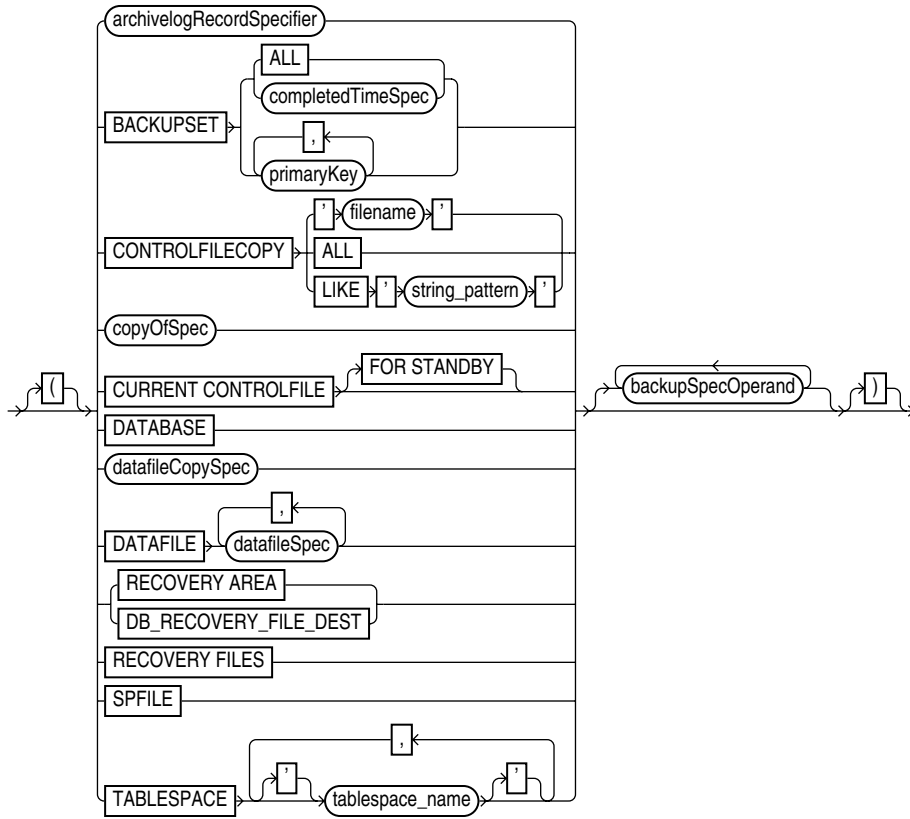 archivelogRecordSpecifier
ALL
completedTimeSpec
BACKUPSET
,
primaryKey
' filename '
CONTROLFILECOPY ALL
LIKE ' string_pattern '
copyOfSpec
FOR STANDBY
( CURRENT CONTROLFILE backupSpecOperand )
DATABASE
datafileCopySpec
,
DATAFILE datafileSpec
RECOVERY AREA
DB_RECOVERY_FILE_DEST
RECOVERY FILES
SPFILE
,
' '
TABLESPACE tablespace_name